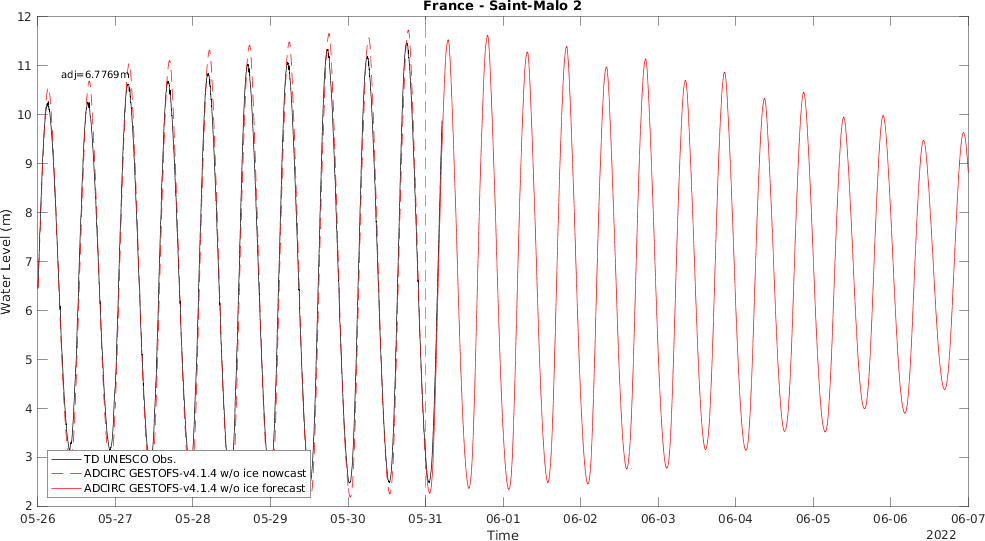 France - Saint-Malo 2
12
11
10
9
8
7
6
5
4
3
2
Water Level (m)
adj=6.7769m
TD UNESCO Obs.
ADCIRC GESTOFS-v4.1.4 w/o ice nowcast
ADCIRC GESTOFS-v4.1.4 w/o ice forecast
05-26 05-27 05-28 05-29 05-30 05-31 06-01 06-02 06-03 06-04 06-05 06-06 06-07
Time
2022